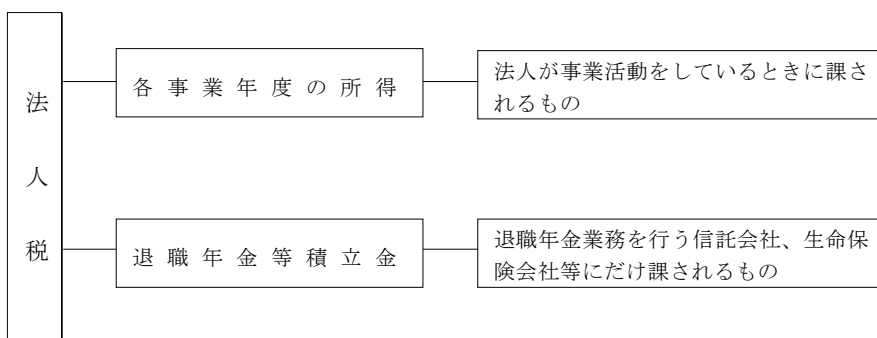 法人税
各事業年度の所得
法人が事業活動をしているときに課さ
れるもの
退職年金等積立金
退職年金業務を行う信託会社、生命保
険会社等にだけ課されるもの